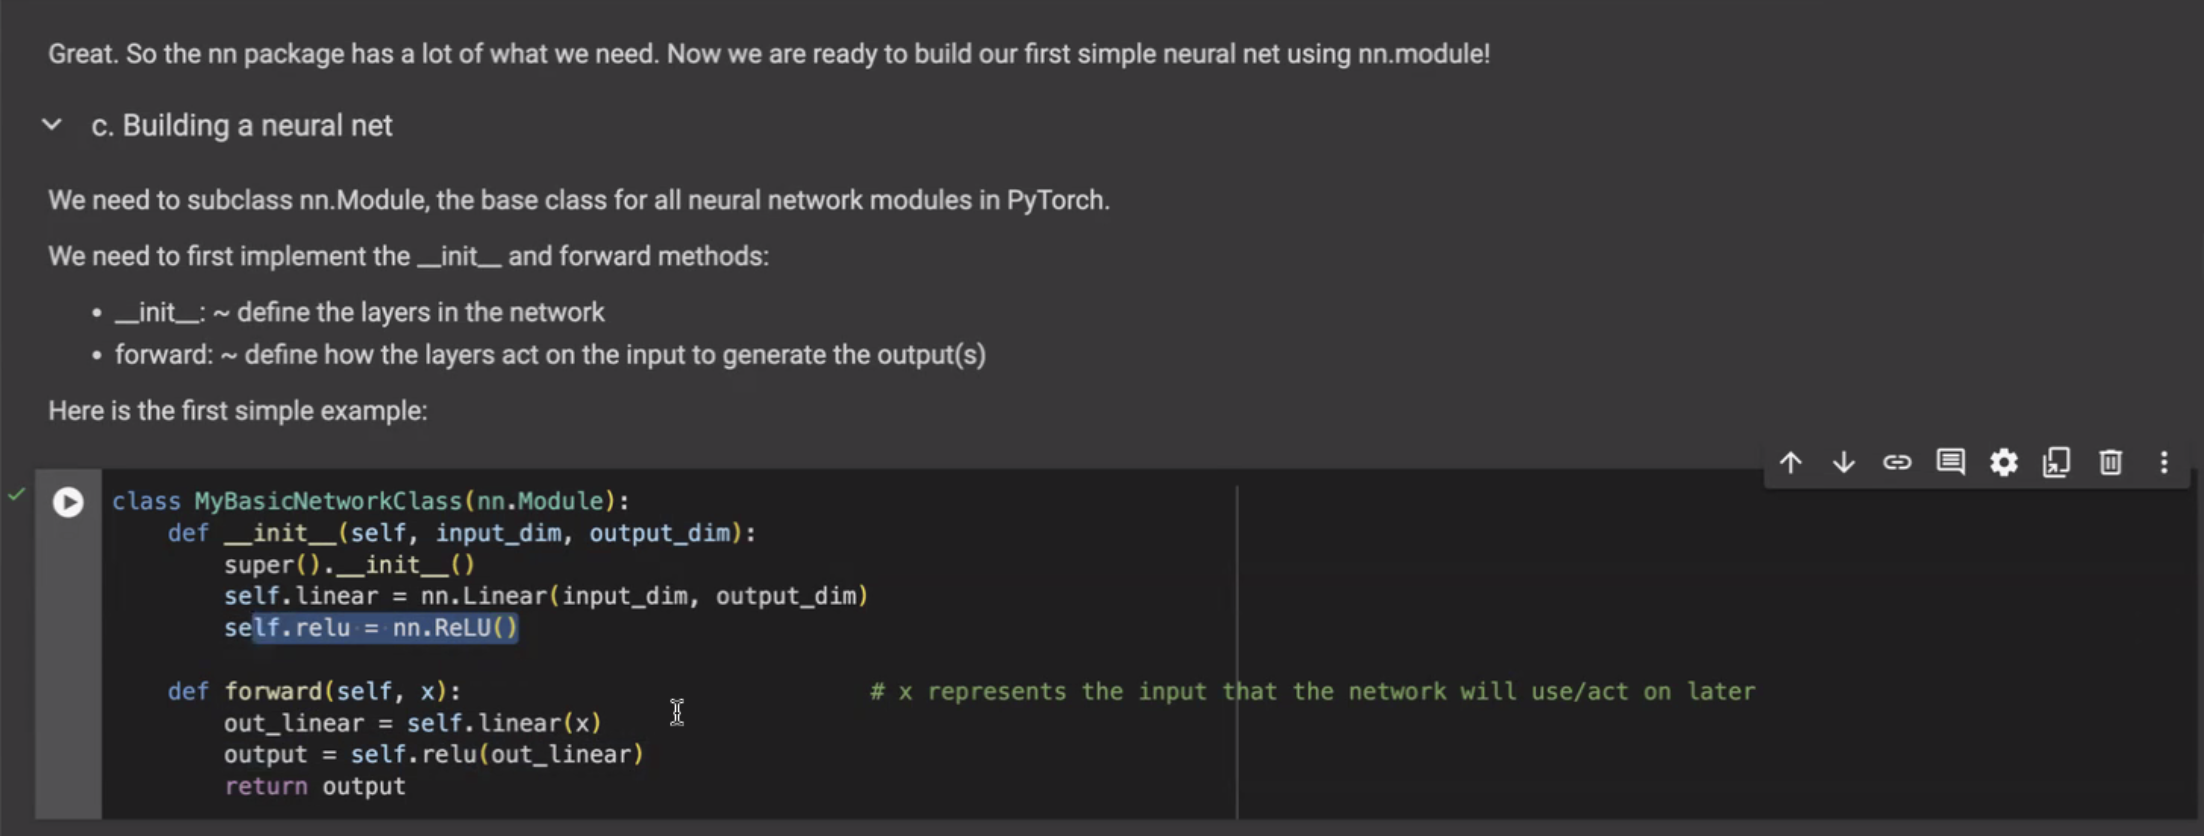 Great. So the nn package has a lot of what we need. Now we are ready to build our first simple neural net using nn.module!
c. Building a neural net
We need to subclass nn.Module, the base class for all neural network modules in PyTorch.
We need to first implement the __init__ and forward methods:
• __init__: ~ define the layers in the network
• forward: ~ define how the layers act on the input to generate the output(s)
Here is the first simple example:
class MyBasicNetworkClass(nn.Module):
    def __init__(self, input_dim, output_dim):
        super().__init__()
        self.linear = nn.Linear(input_dim, output_dim)
        self.relu = nn.ReLU()
    def forward(self, x):                             # x represents the input that the network will use/act on later
        out_linear = self.linear(x)
        output = self.relu(out_linear)
        return output